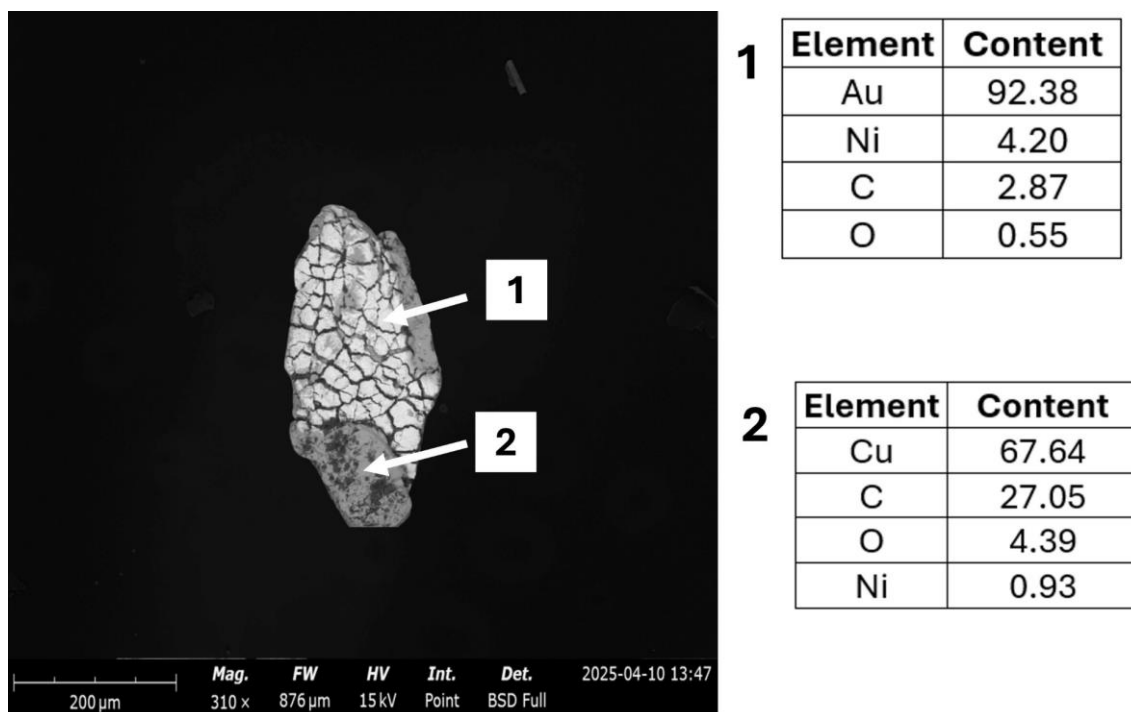 1
Element Content
Au 92.38
Ni 4.20
C 2.87
O 0.55
1
2
2
Element Content
Cu 67.64
C 27.05
O 4.39
Ni 0.93
200 µm
Mag. FW HV Int. Det. 2025-04-10 13:47
310 × 876 µm 15 kV Point BSD Full